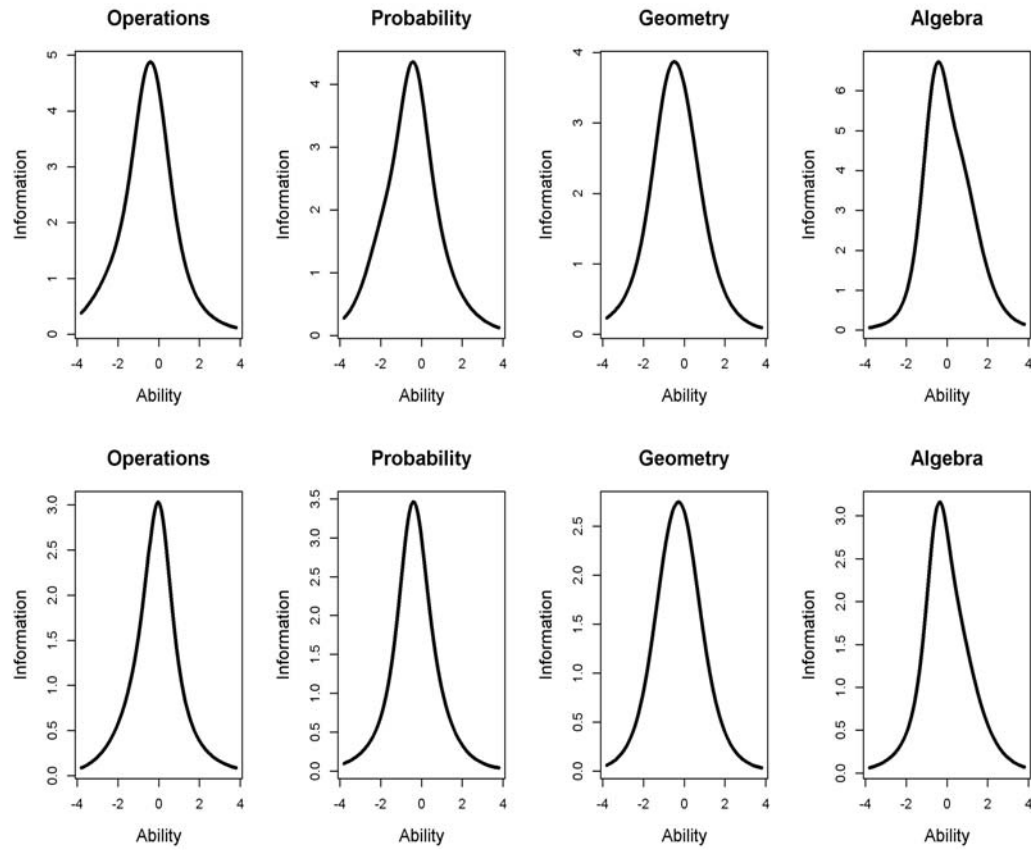 Operations Probability Geometry Algebra
Information
0 1 2 3 4 5
-4 -2 0 2 4
Ability
Information
0 1 2 3 4
-4 -2 0 2 4
Ability
Information
0 1 2 3 4
-4 -2 0 2 4
Ability
Information
0 1 2 3 4 5 6
-4 -2 0 2 4
Ability
Operations Probability Geometry Algebra
Information
0.0 0.5 1.0 1.5 2.0 2.5 3.0
-4 -2 0 2 4
Ability
Information
0.0 0.5 1.0 1.5 2.0 2.5 3.0 3.5
-4 -2 0 2 4
Ability
Information
0.0 0.5 1.0 1.5 2.0 2.5
-4 -2 0 2 4
Ability
Information
0.0 0.5 1.0 1.5 2.0 2.5 3.0
-4 -2 0 2 4
Ability